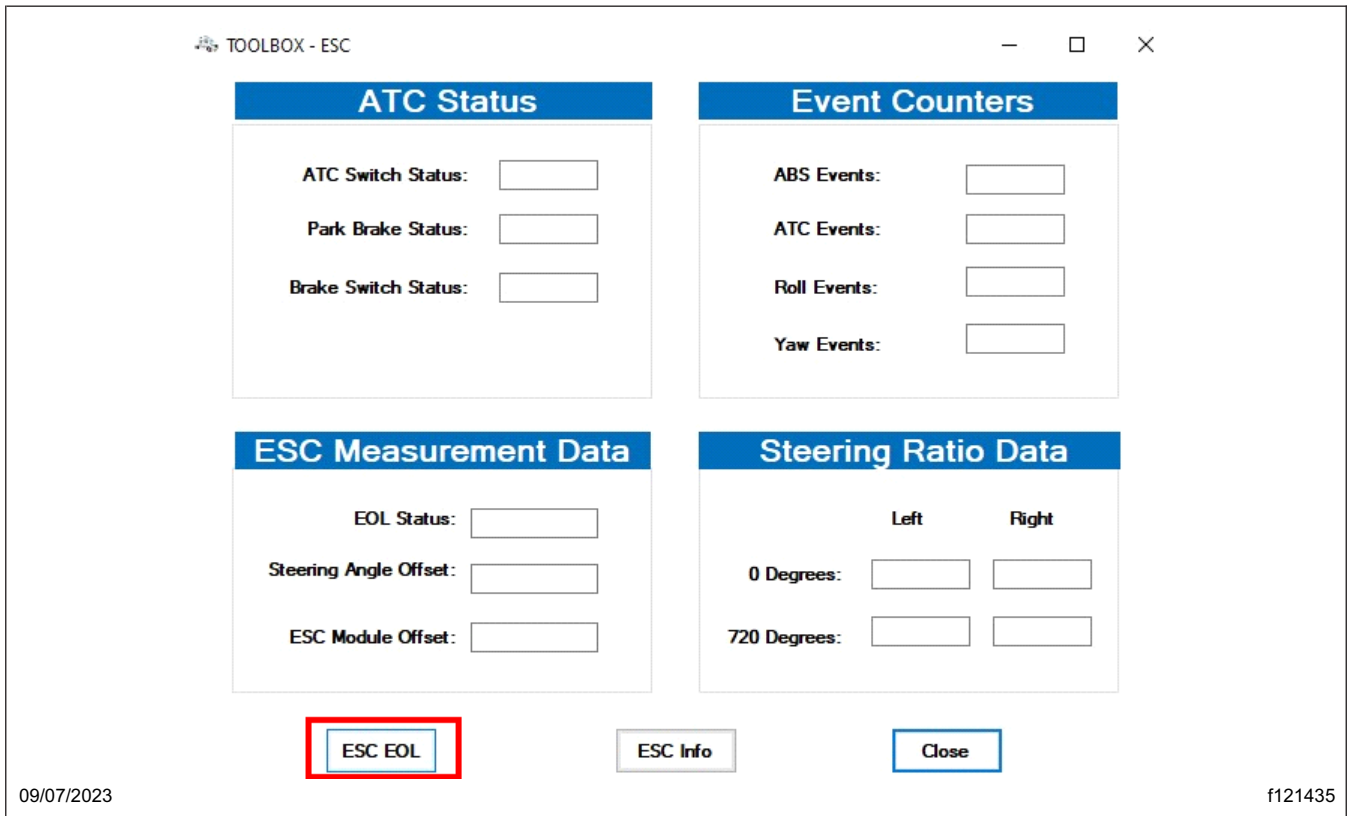 TOOLBOX - ESC
ATC Status
ATC Switch Status:
Park Brake Status:
Brake Switch Status:
Event Counters
ABS Events:
ATC Events:
Roll Events:
Yaw Events:
ESC Measurement Data
EOL Status:
Steering Angle Offset:
ESC Module Offset:
Steering Ratio Data
Left Right
0 Degrees:
720 Degrees:
ESC EOL ESC Info Close
09/07/2023 f121435